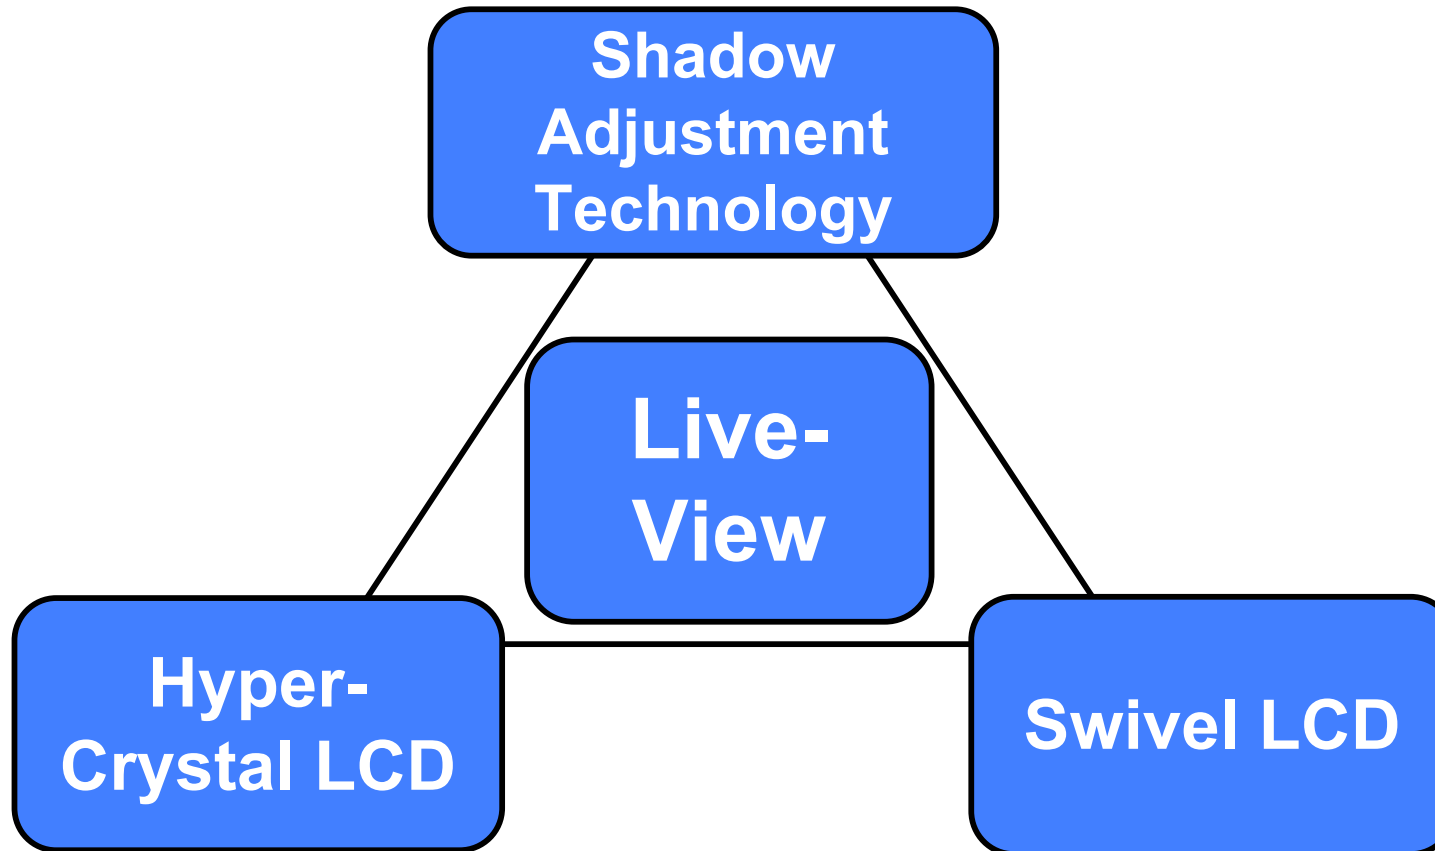 Shadow
Adjustment
Technology
Live-
View
Hyper-
Crystal LCD
Swivel LCD